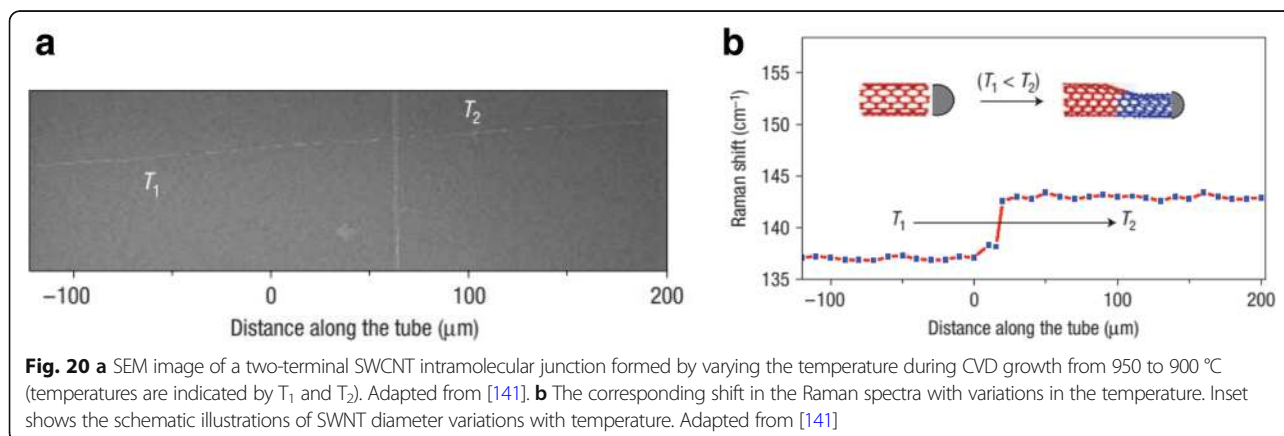 a
T₁
T₂
−100
0
100
200
Distance along the tube (μm)
b
155
153
150
147
143
139
135
Raman shift (cm⁻¹)
(T₁ < T₂)
T₁
T₂
−100
0
100
200
Distance along the tube (μm)
Fig. 20 a SEM image of a two-terminal SWCNT intramolecular junction formed by varying the temperature during CVD growth from 950 to 900 °C
(temperatures are indicated by T₁ and T₂). Adapted from [141]. b The corresponding shift in the Raman spectra with variations in the temperature. Inset
shows the schematic illustrations of SWNT diameter variations with temperature. Adapted from [141]